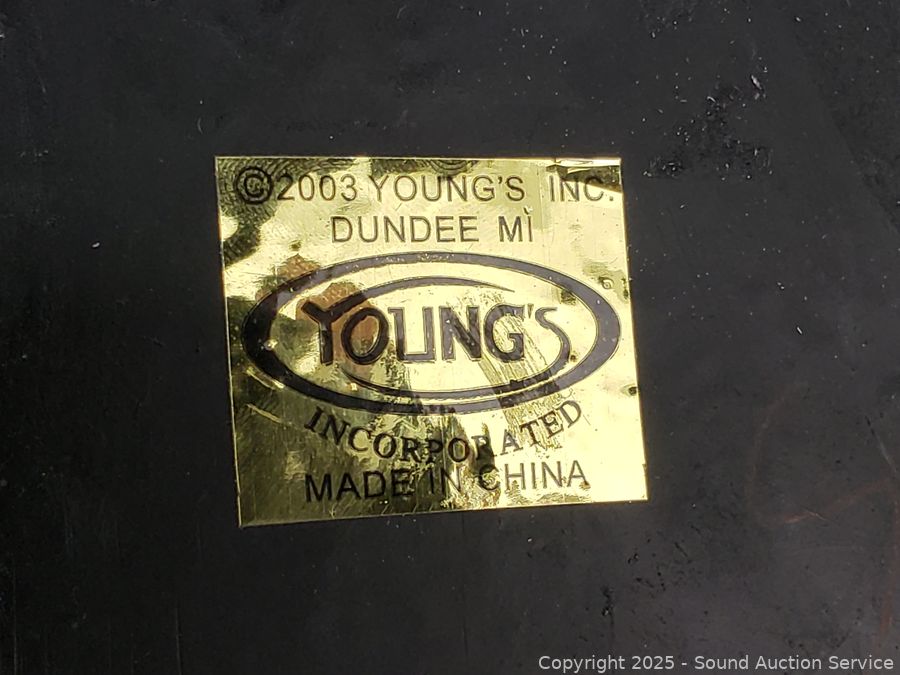 ©2003 YOUNG'S INC.
DUNDEE MI
YOUNG'S
INCORPORATED
MADE IN CHINA
Copyright 2025 - Sound Auction Service